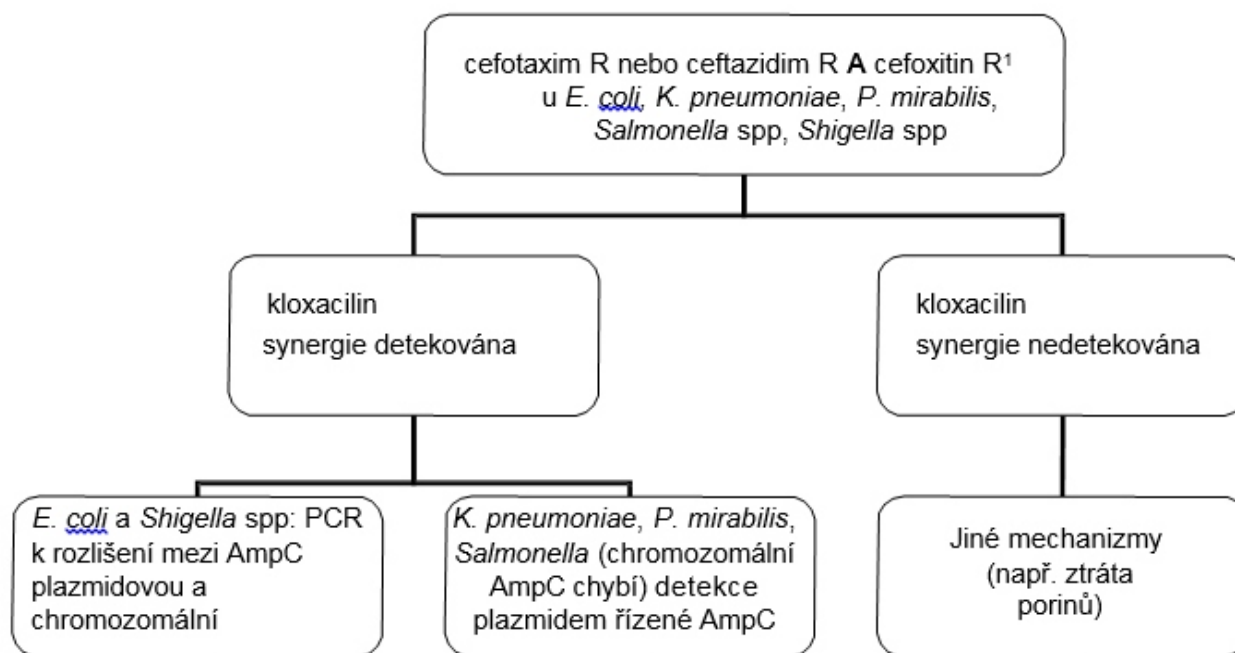 cefotaxim R nebo ceftazidim R A cefoxitin R¹
u E. coli, K. pneumoniae, P. mirabilis,
Salmonella spp, Shigella spp
kloxacilin
synergie detekována
kloxacilin
synergie nedetekována
E. coli a Shigella spp: PCR
k rozlišení mezi AmpC
plazmidovou a
chromozomální
K. pneumoniae, P. mirabilis,
Salmonella (chromozomální
AmpC chybí) detekce
plazmidem řízené AmpC
Jiné mechanizmy
(např. ztráta
porinů)